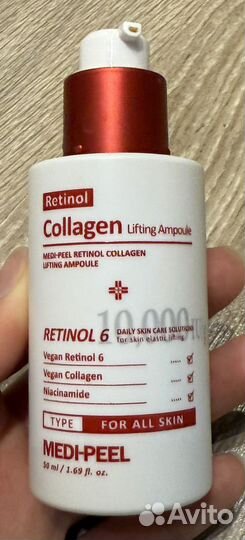 Retinol
Collagen Lifting Ampoule
MEDI-PEEL RETINOL COLLAGEN
LIFTING AMPOULE
10,000
RETINOL 6 DAILY SKIN CARE SOLUTIONS
for skin elastic lifting
Vegan Retinol 6 .....
Vegan Collagen .....
Niacinamide .....
TYPE FOR ALL SKIN
MEDI-PEEL
50 ml / 1.69 fl. oz.
Avito